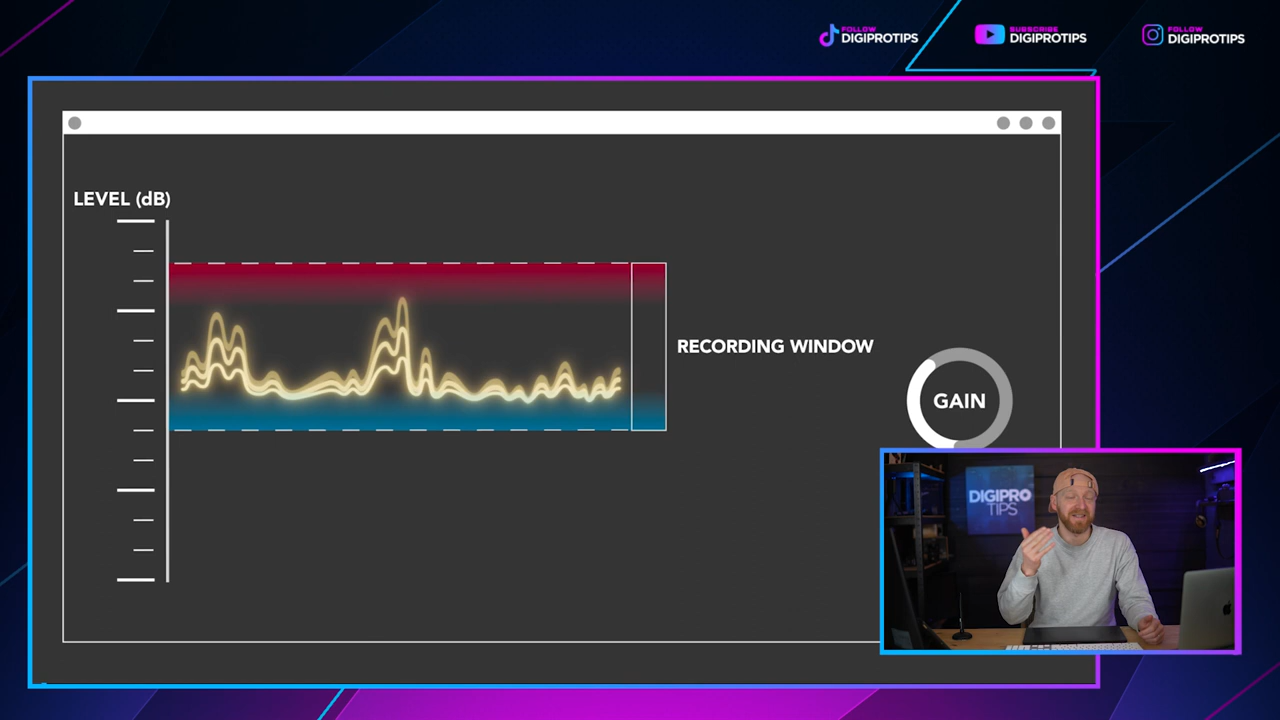 FOLLOW
DIGIPROTIPS
SUBSCRIBE
DIGIPROTIPS
FOLLOW
DIGIPROTIPS
LEVEL (dB)
RECORDING WINDOW
GAIN
DIGIPRO
TIPS